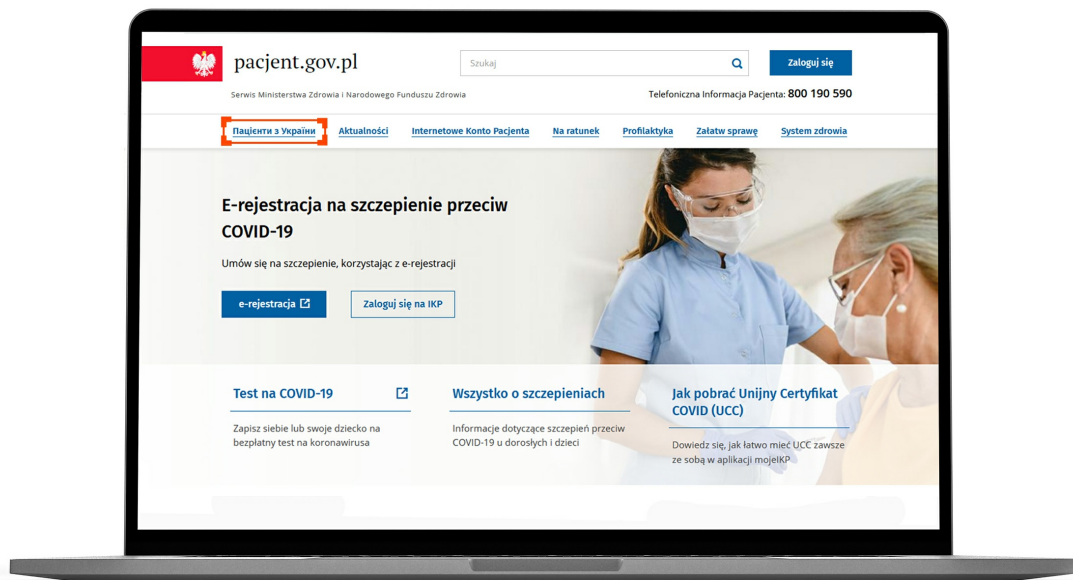 pacjent.gov.pl
Szukaj
Zaloguj się
Serwis Ministerstwa Zdrowia i Narodowego Funduszu Zdrowia
Telefoniczna Informacja Pacjenta: 800 190 590
Пацієнти з України
Aktualności
Internetowe Konto Pacjenta
Na ratunek
Profilaktyka
Załatw sprawę
System zdrowia
E-rejestracja na szczepienie przeciw
COVID-19
Umów się na szczepienie, korzystając z e-rejestracji
e-rejestracja
Zaloguj się na IKP
Test na COVID-19
Zapisz siebie lub swoje dziecko na
bezpłatny test na koronawirusa
Wszystko o szczepieniach
Informacje dotyczące szczepień przeciw
COVID-19 u dorosłych i dzieci
Jak pobrać Unijny Certyfikat
COVID (UCC)
Dowiedz się, jak łatwo mieć UCC zawsze
ze sobą w aplikacji mojeIKP